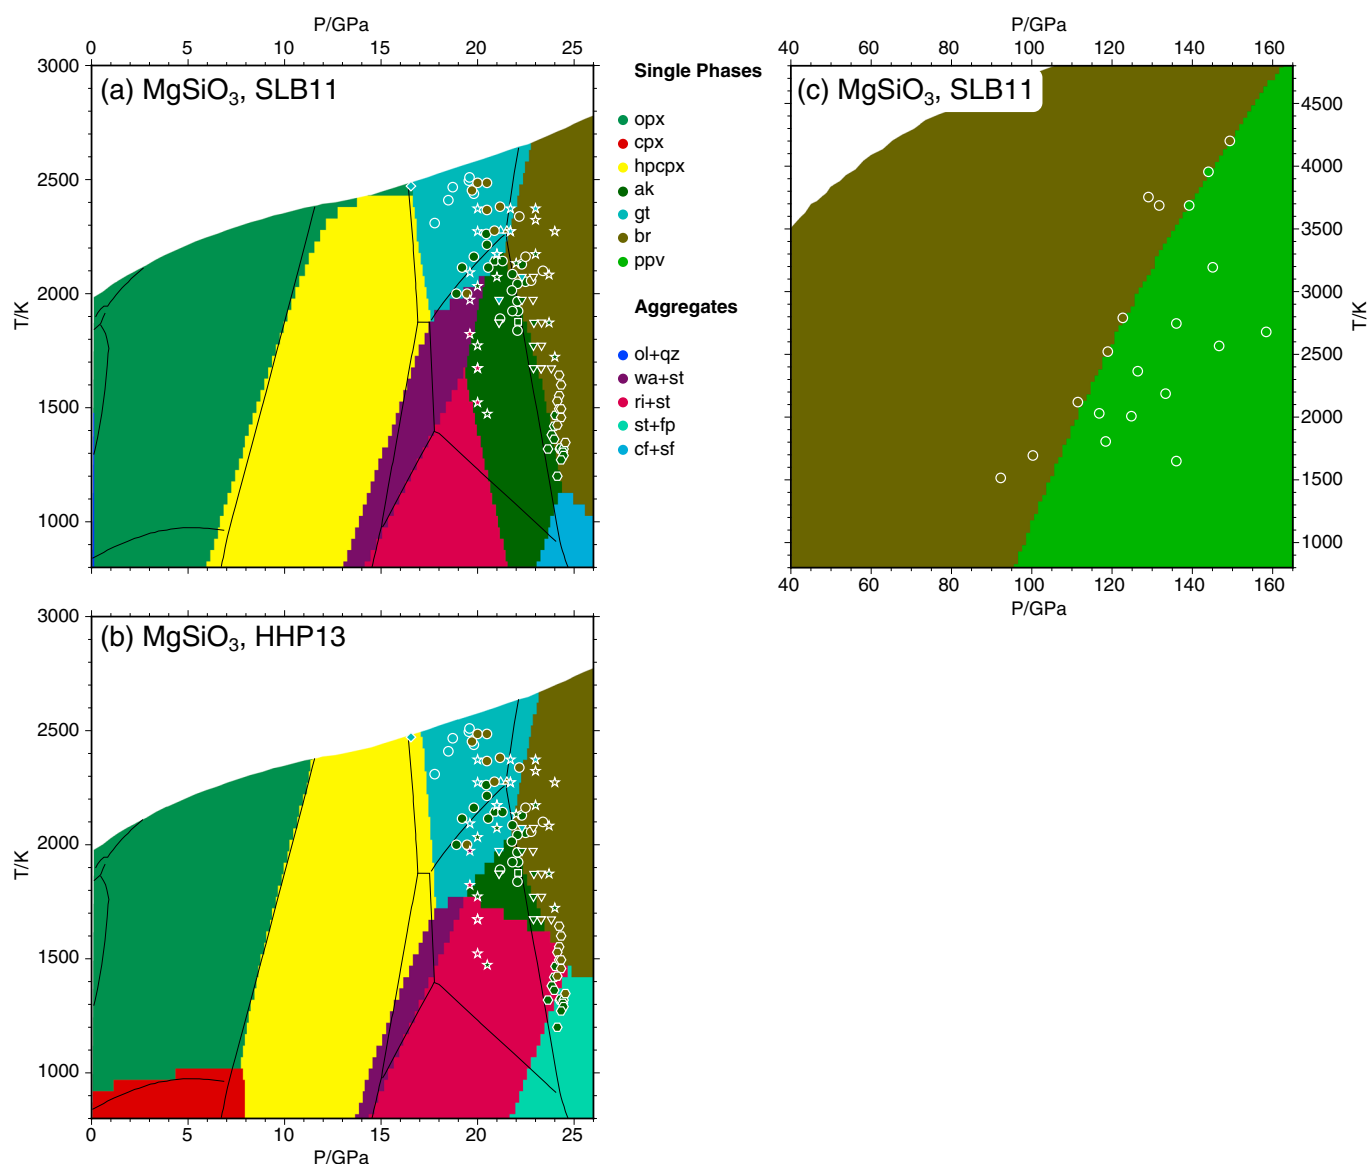 P/GPa
0 5 10 15 20 25
3000
2500
2000
1500
1000
T/K
(a) MgSiO3, SLB11
Single Phases
opx
cpx
hpcpx
ak
gt
br
ppv
Aggregates
ol+qz
wa+st
ri+st
st+fp
cf+sf
P/GPa
40 60 80 100 120 140 160
(c) MgSiO3, SLB11
4500
4000
3500
3000
2500
2000
1500
1000
T/K
40 60 80 100 120 140 160
P/GPa
3000
2500
2000
1500
1000
T/K
(b) MgSiO3, HHP13
0 5 10 15 20 25
P/GPa